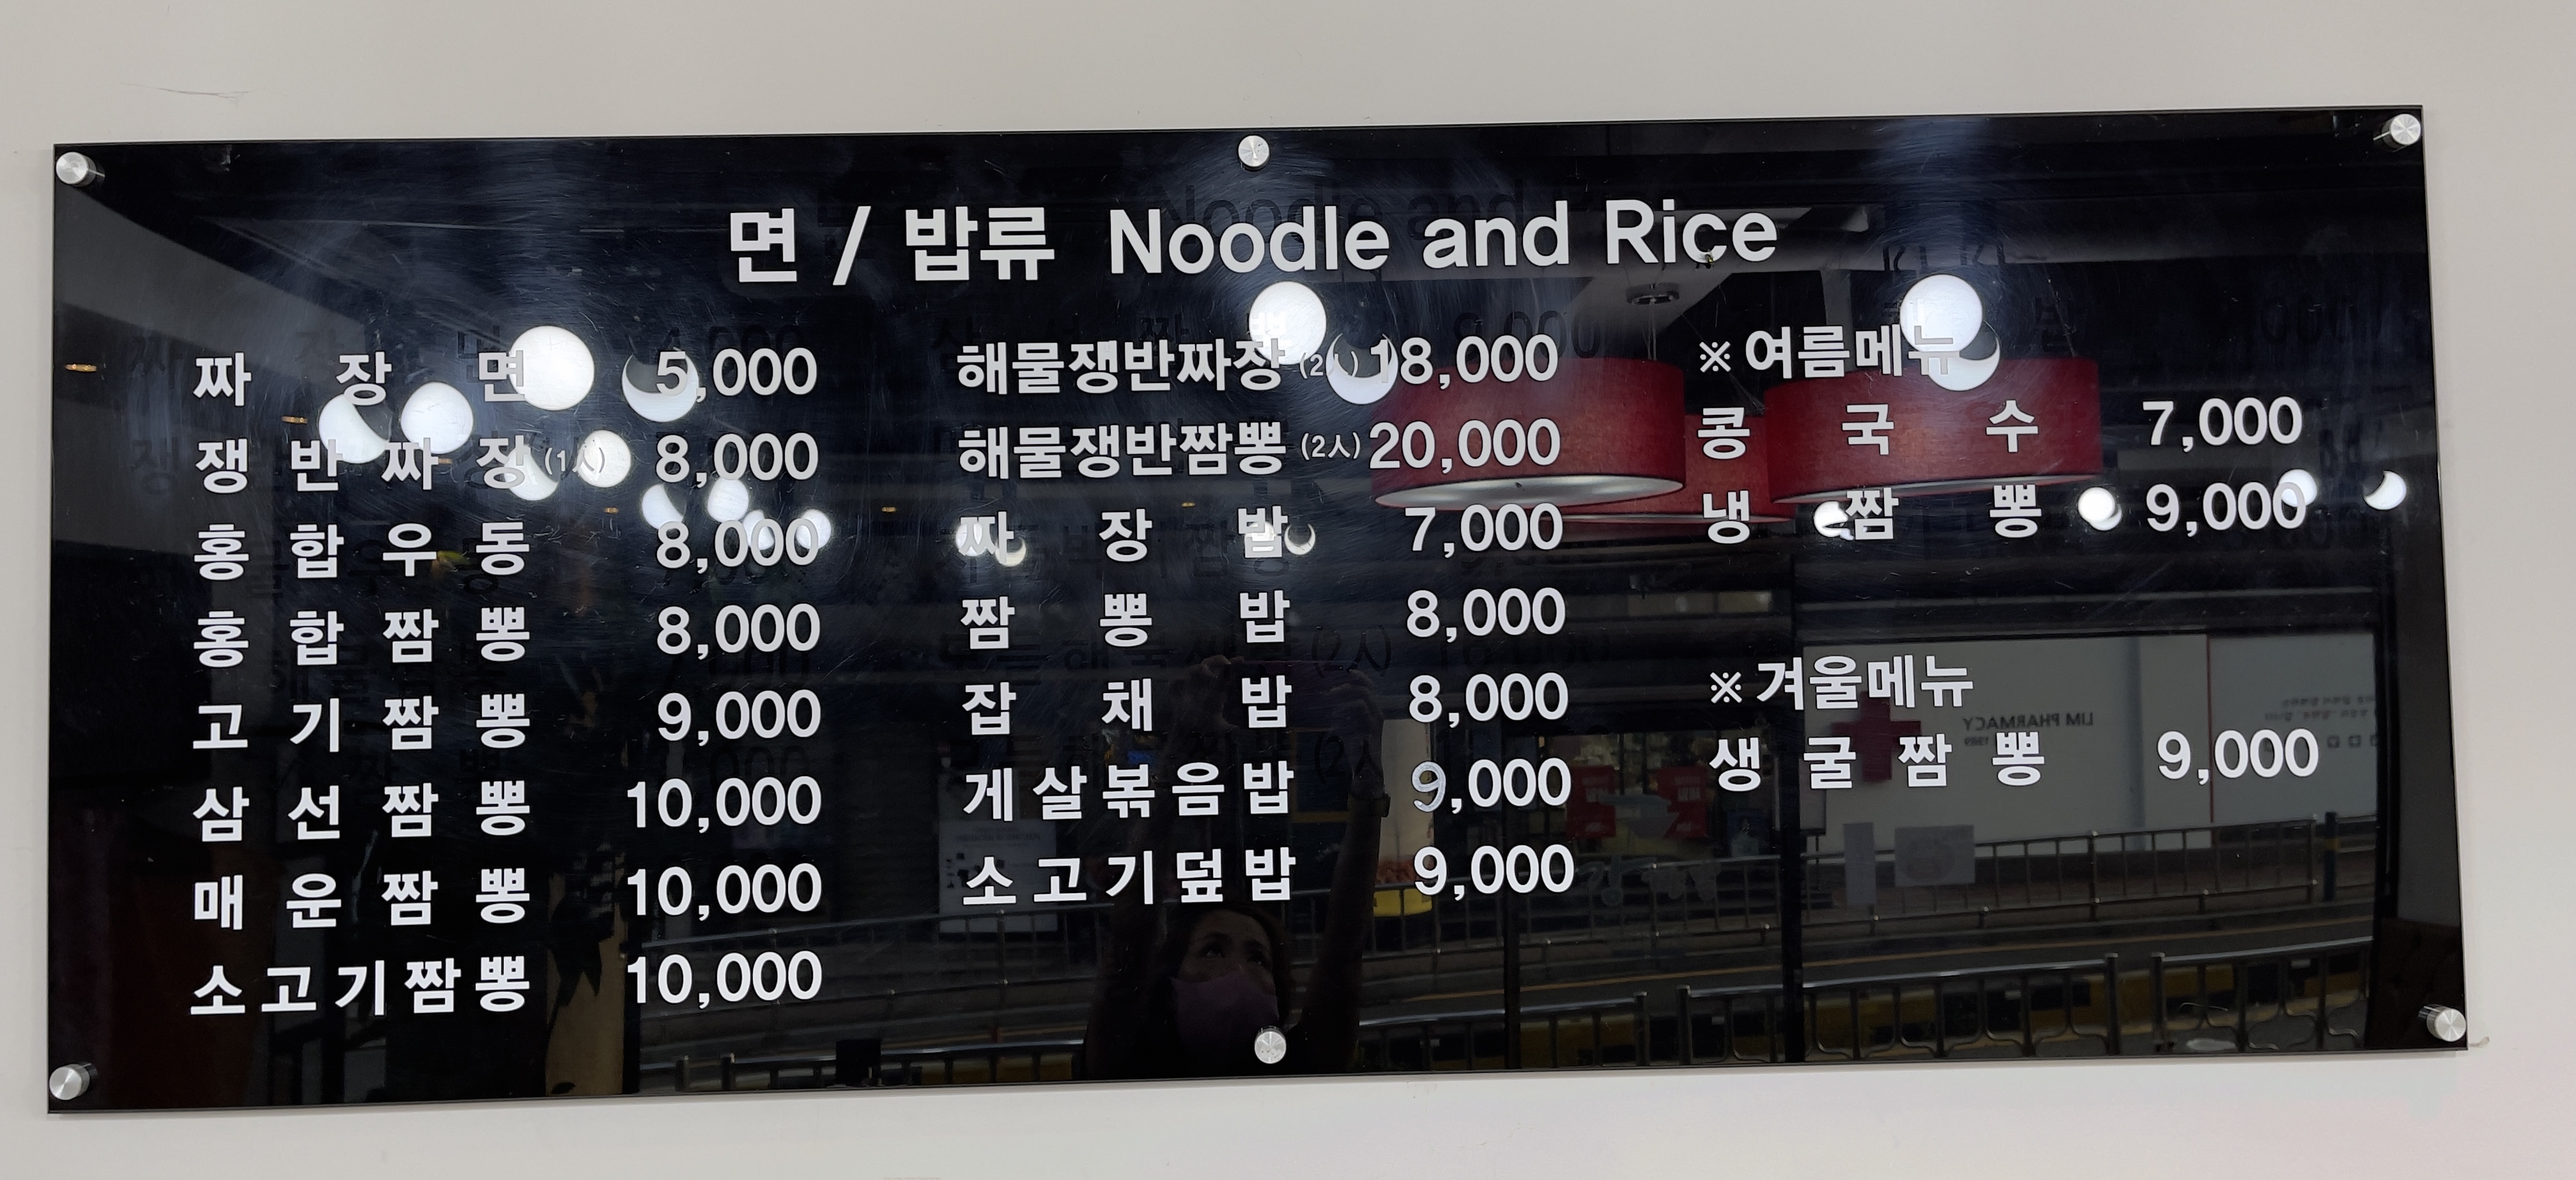 면 / 밥류 Noodle and Rice
짜장면 5,000
쟁반짜장 (1人) 8,000
홍합우동 8,000
홍합짬뽕 8,000
고기짬뽕 9,000
삼선짬뽕 10,000
매운짬뽕 10,000
소고기짬뽕 10,000
해물쟁반짜장 (2人) 18,000
해물쟁반짬뽕 (2人) 20,000
짜장밥 7,000
짬뽕밥 8,000
잡채밥 8,000
게살볶음밥 9,000
소고기덮밥 9,000
※ 여름메뉴
콩국수 7,000
냉짬뽕 9,000
※ 겨울메뉴
생굴짬뽕 9,000
LIM PHARMACY